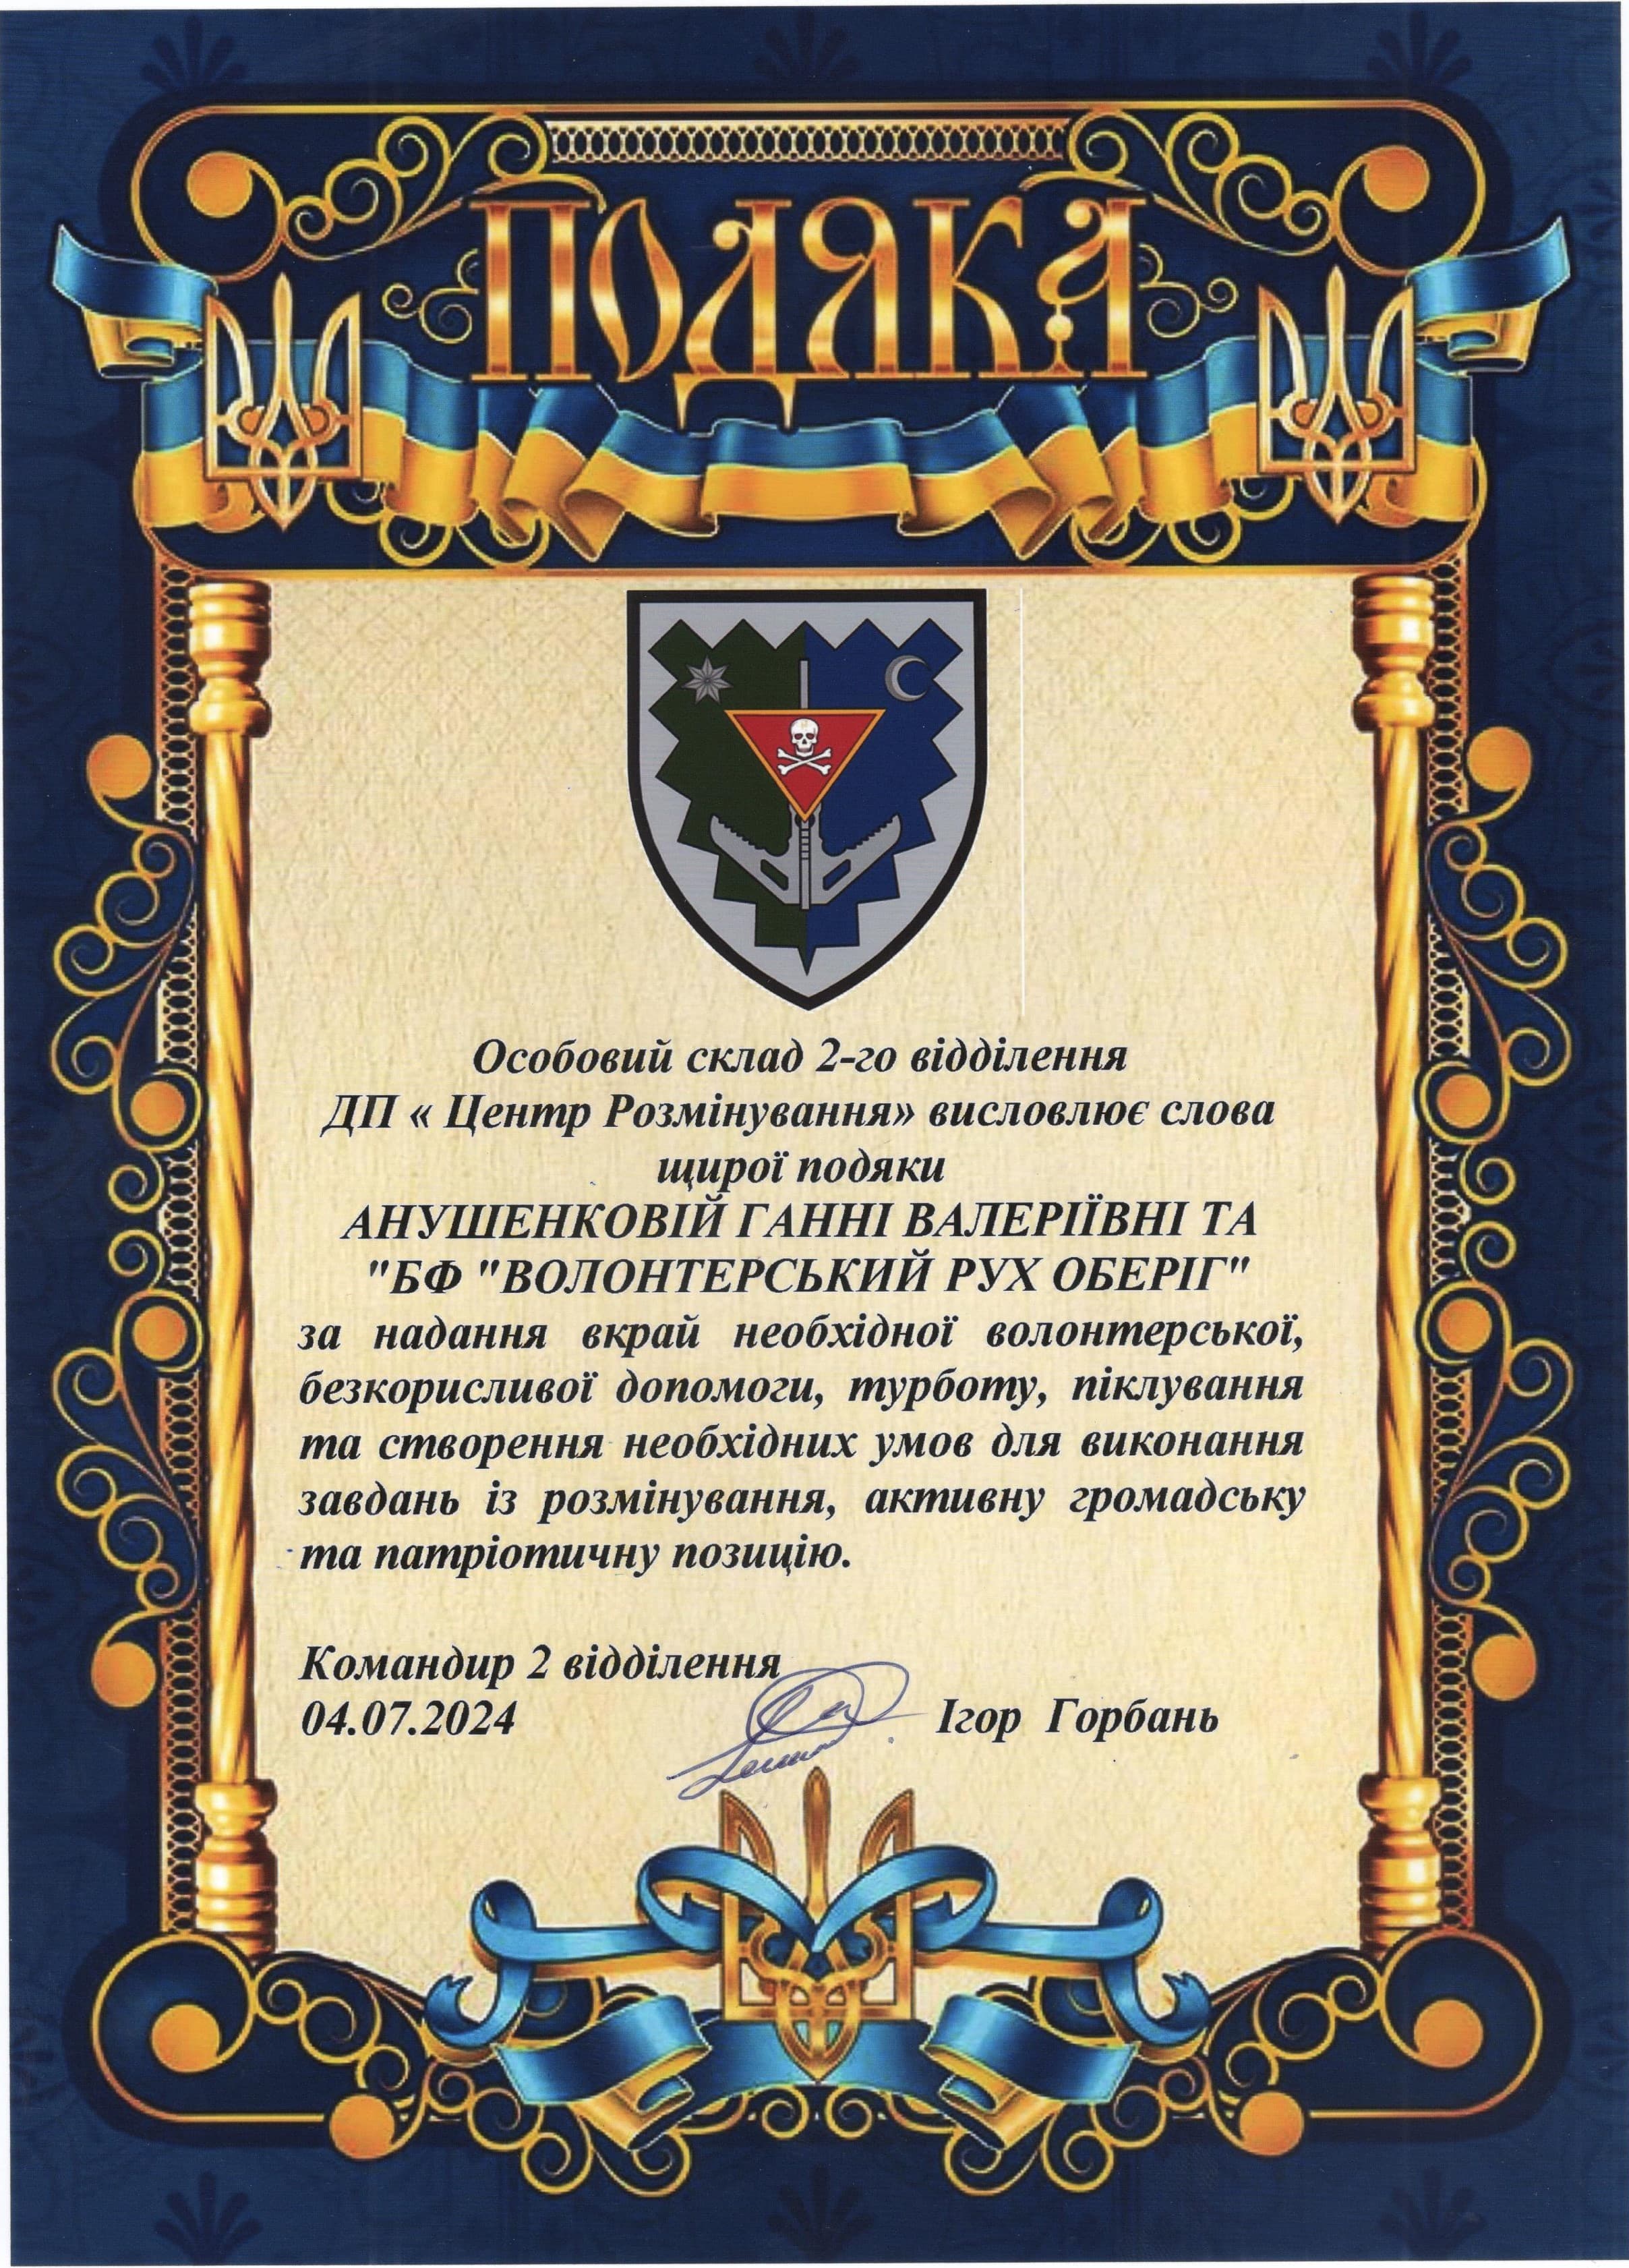 ПОДЯКА
Особовий склад 2-го відділення
ДП « Центр Розмінування» висловлює слова
щирої подяки
АНУШЕНКОВІЙ ГАННІ ВАЛЕРІЇВНІ ТА
"БФ "ВОЛОНТЕРСЬКИЙ РУХ ОБЕРІГ"
за надання вкрай необхідної волонтерської,
безкорисливої допомоги, турботу, піклування
та створення необхідних умов для виконання
завдань із розмінування, активну громадську
та патріотичну позицію.
Командир 2 відділення
04.07.2024 Ігор Горбань